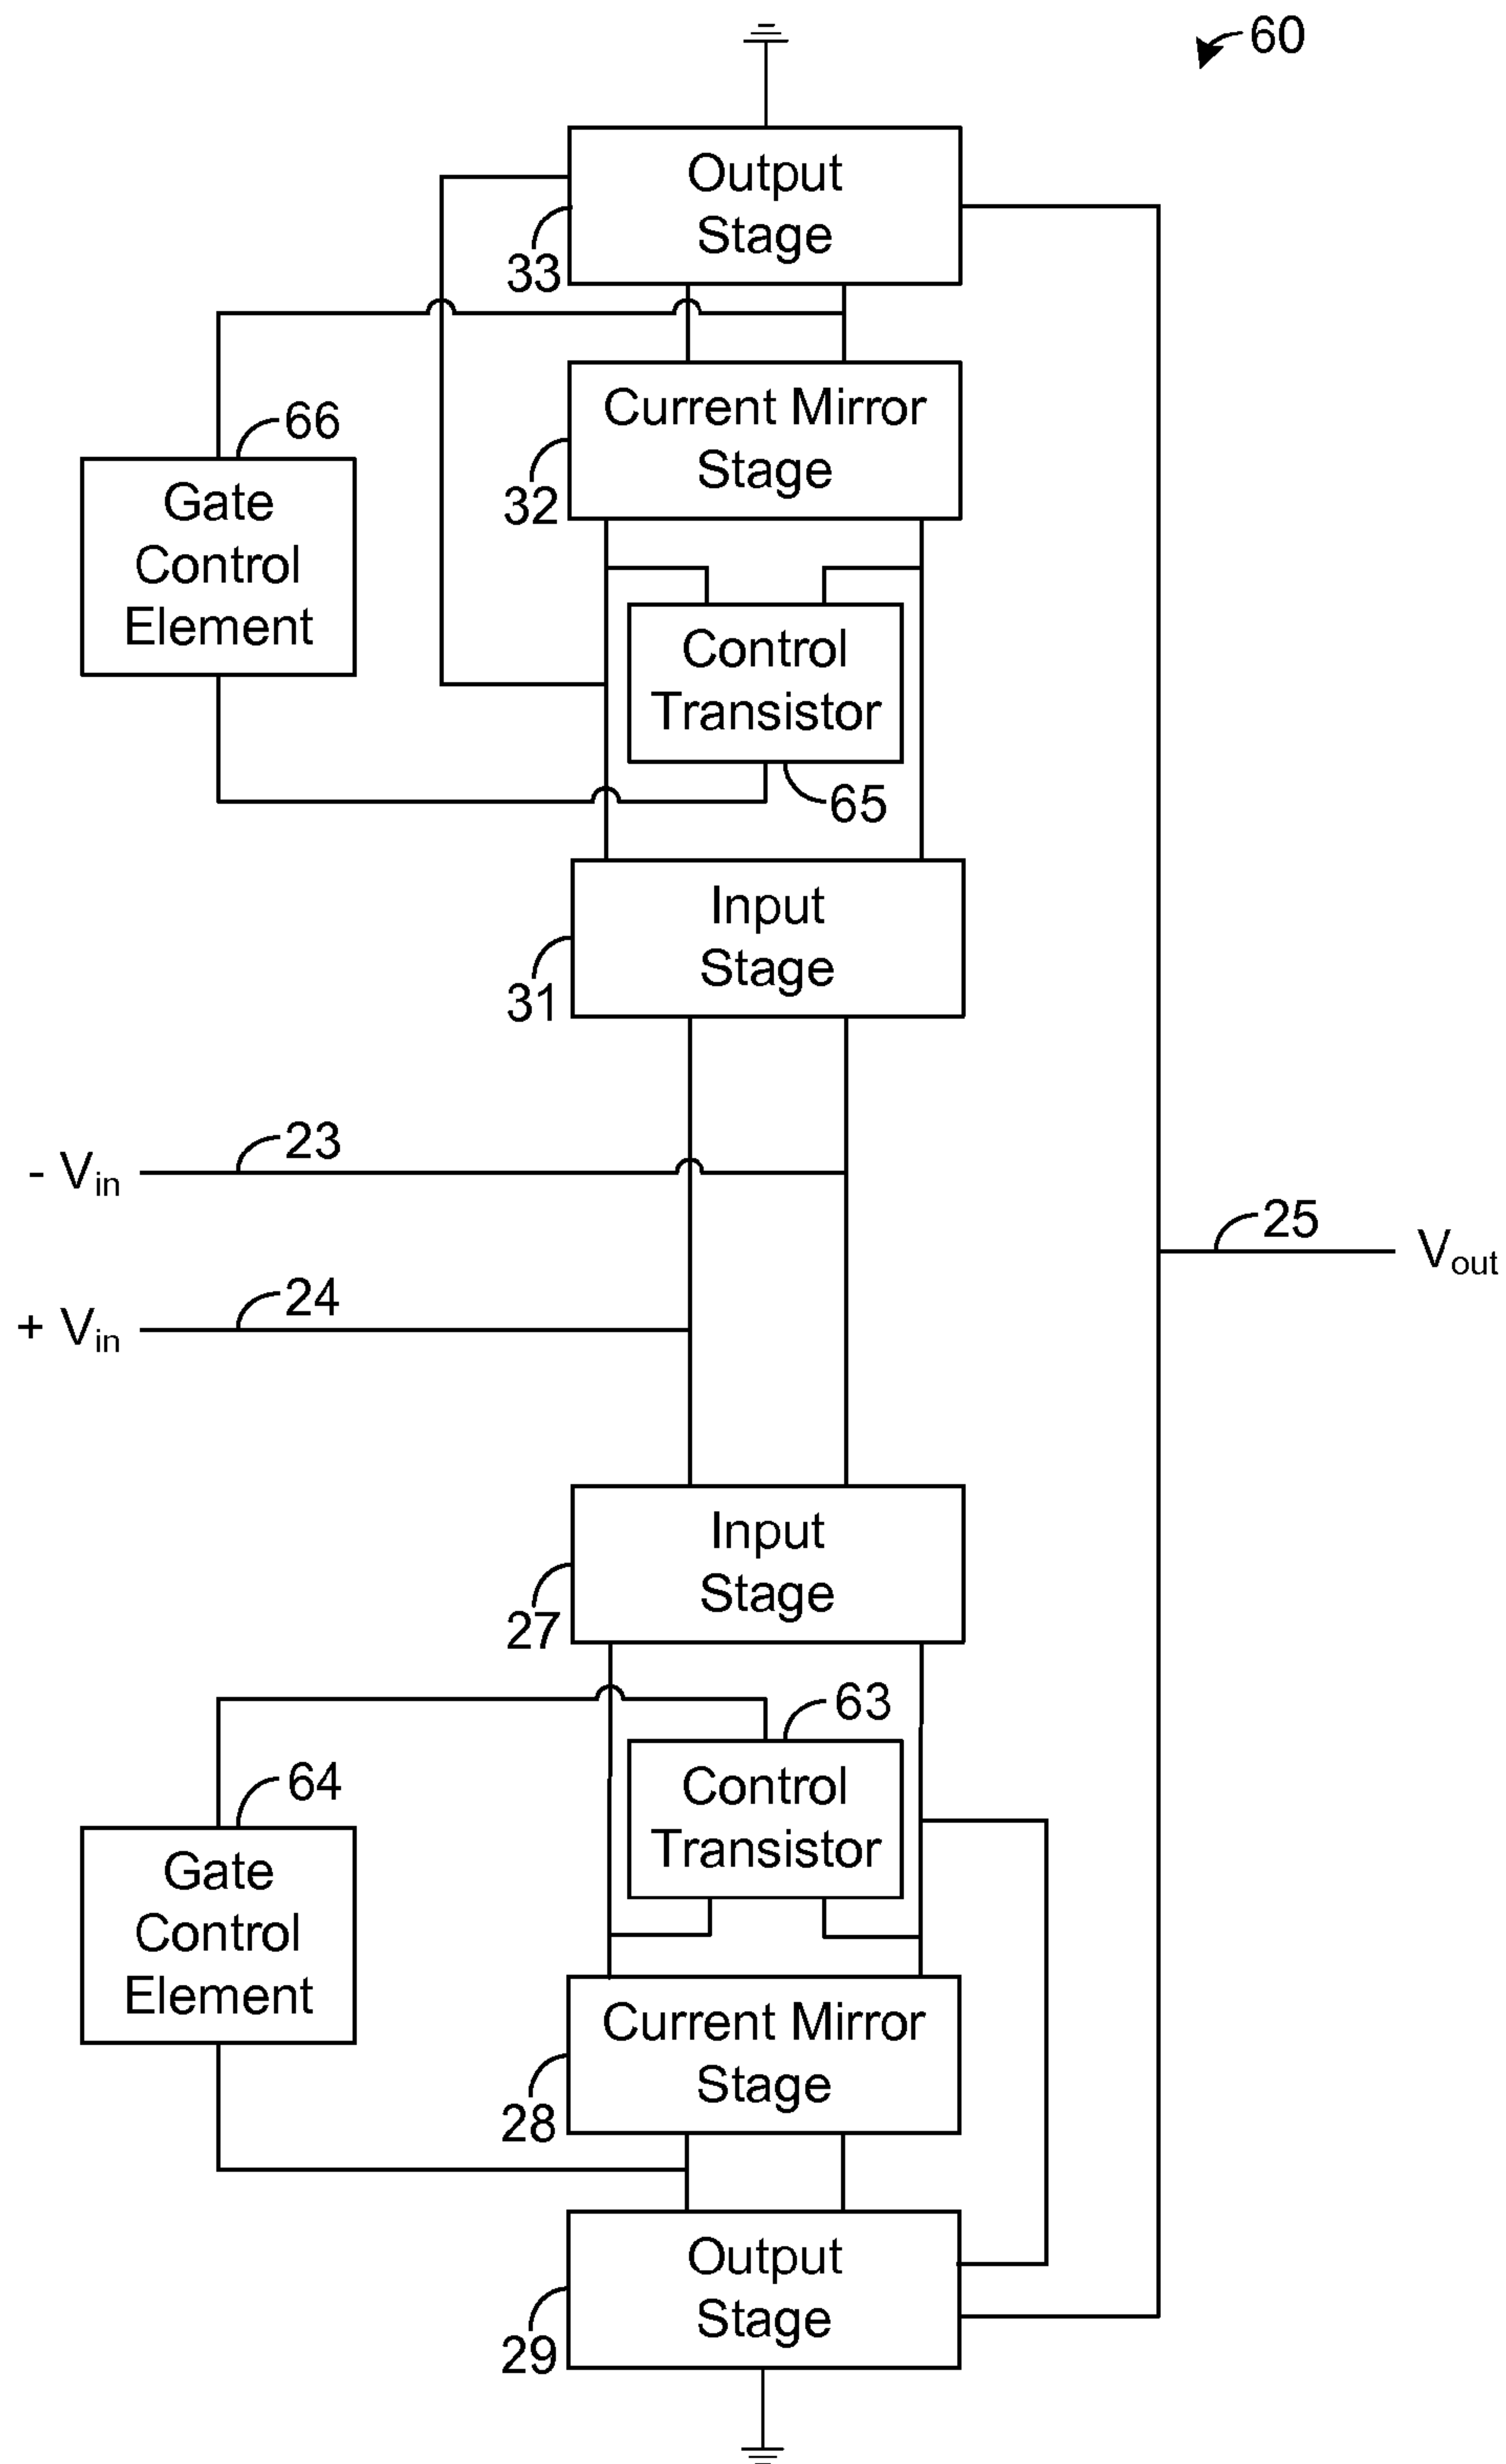 60
Output
Stage
33
Current Mirror
Stage
32
66
Gate
Control
Element
Control
Transistor
65
Input
Stage
31
23
- Vin
25
Vout
24
+ Vin
Input
Stage
27
63
Control
Transistor
64
Gate
Control
Element
Current Mirror
Stage
28
Output
Stage
29